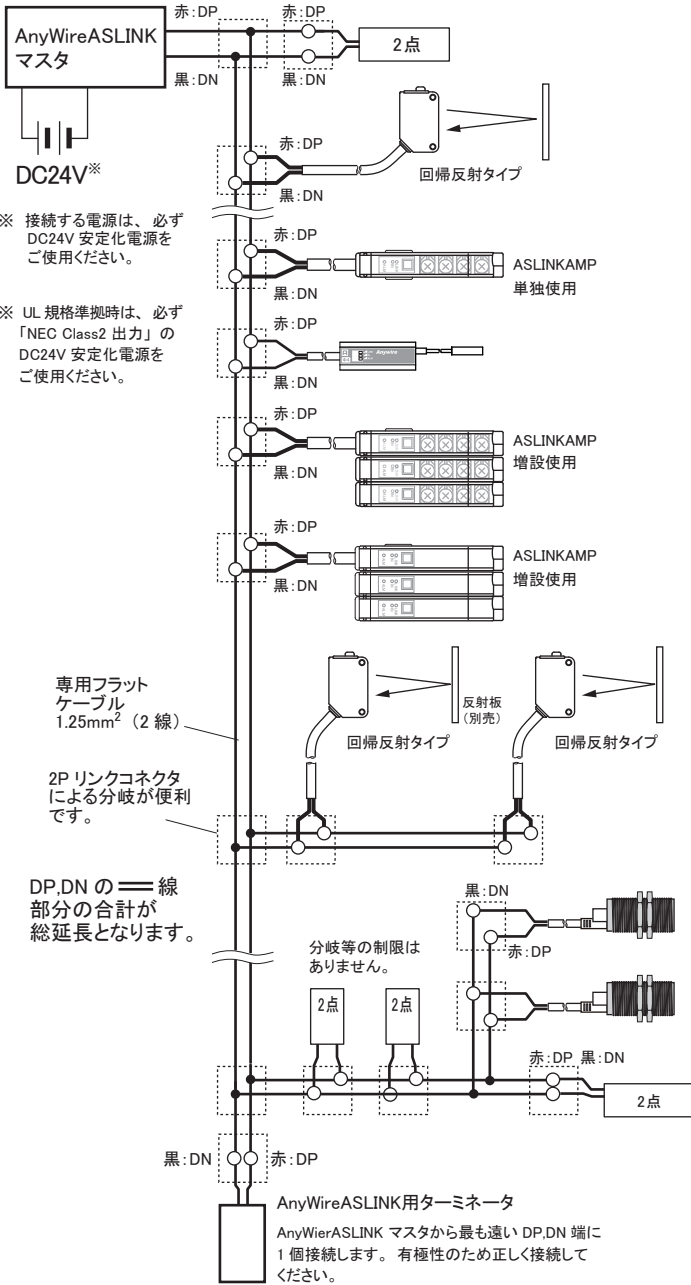 赤:DP
赤:DP
AnyWireASLINK
マスタ
2点
黒:DN
黒:DN
DC24V※
赤:DP
回帰反射タイプ
黒:DN
※ 接続する電源は、必ず
DC24V 安定化電源を
ご使用ください。
赤:DP
ASLINKAMP
単独使用
黒:DN
※ UL 規格準拠時は、必ず
「NEC Class2 出力」の
DC24V 安定化電源を
ご使用ください。
赤:DP
Anywire
黒:DN
赤:DP
ASLINKAMP
増設使用
黒:DN
赤:DP
ASLINKAMP
増設使用
黒:DN
専用フラット
ケーブル
1.25mm² (2 線)
反射板
(別売)
回帰反射タイプ
回帰反射タイプ
2P リンクコネクタ
による分岐が便利
です。
DP,DN の 線
部分の合計が
総延長となります。
黒:DN
赤:DP
分岐等の制限は
ありません。
2点
2点
赤:DP 黒:DN
2点
黒:DN
赤:DP
AnyWireASLINK用ターミネータ
AnyWierASLINK マスタから最も遠い DP,DN 端に
1 個接続します。 有極性のため正しく接続して
ください。